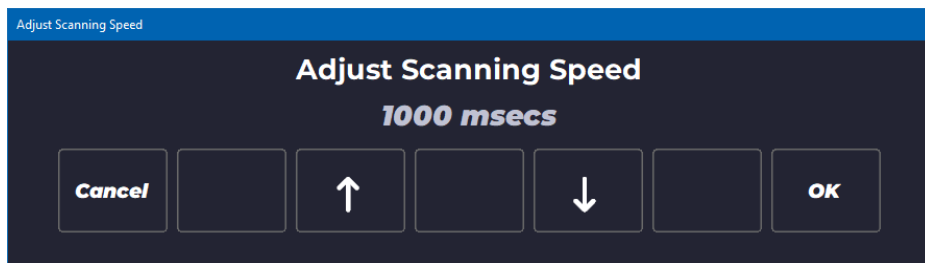 Adjust Scanning Speed
Adjust Scanning Speed
1000 msecs
Cancel ↑ ↓ OK